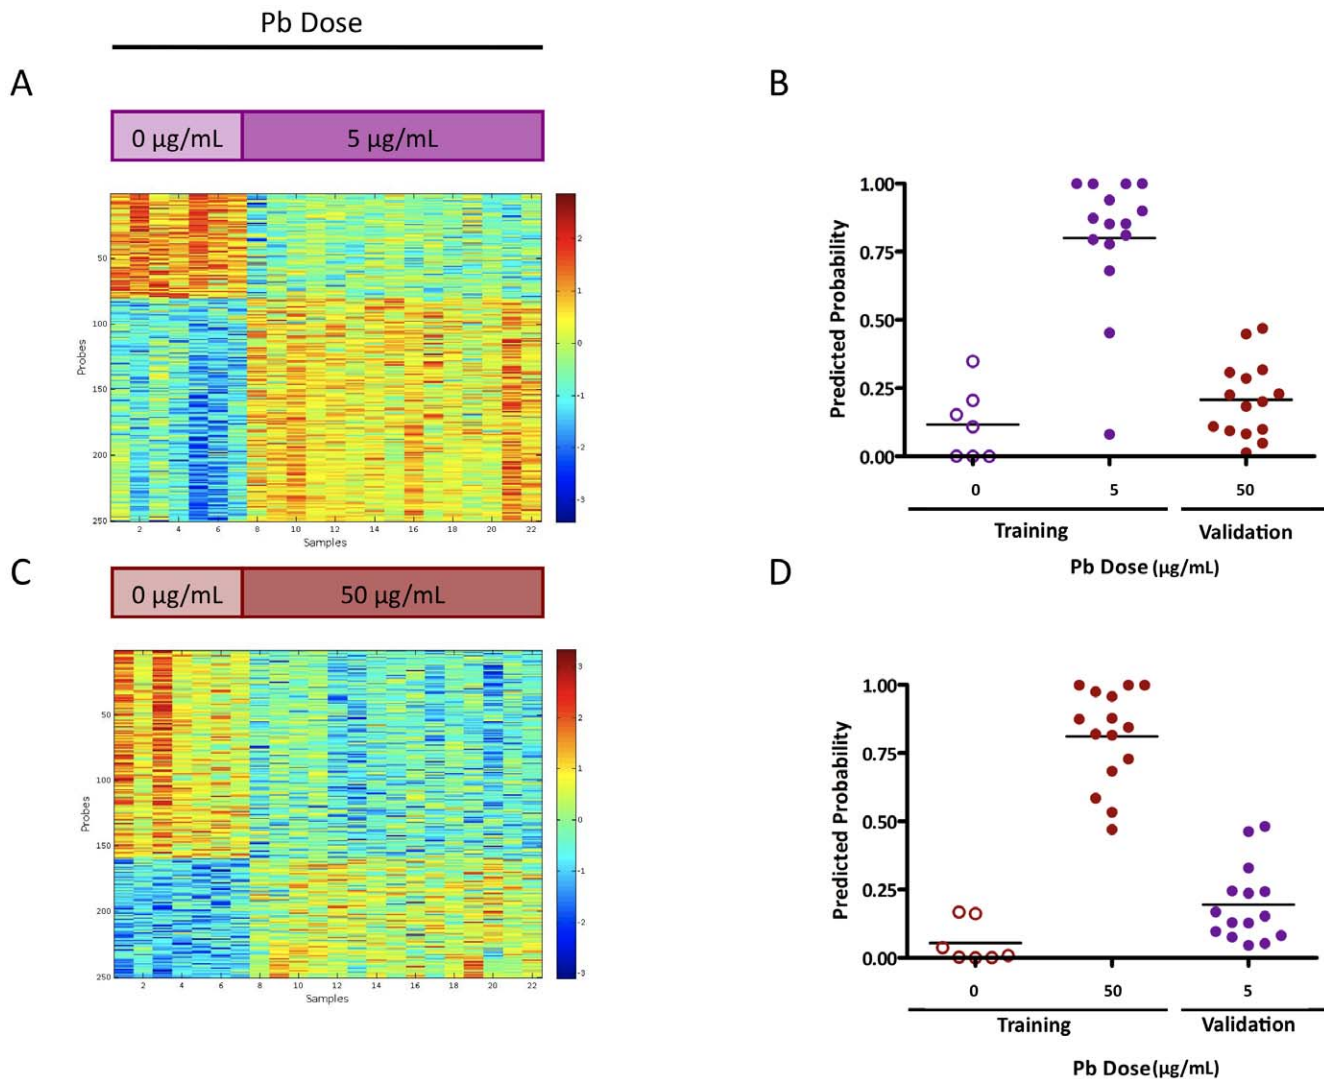 Pb Dose
A
0 µg/mL 5 µg/mL
Probes
50
100
150
200
250
2 4 6 8 10 12 14 16 18 20 22
Samples
2
1
0
-1
-2
-3
B
Predicted Probability
1.00
0.75
0.50
0.25
0.00
0 5 50
Training Validation
Pb Dose (µg/mL)
C
0 µg/mL 50 µg/mL
Probes
50
100
150
200
250
2 4 6 8 10 12 14 16 18 20 22
Samples
3
2
1
0
-1
-2
-3
D
Predicted Probability
1.00
0.75
0.50
0.25
0.00
0 50 5
Training Validation
Pb Dose (µg/mL)